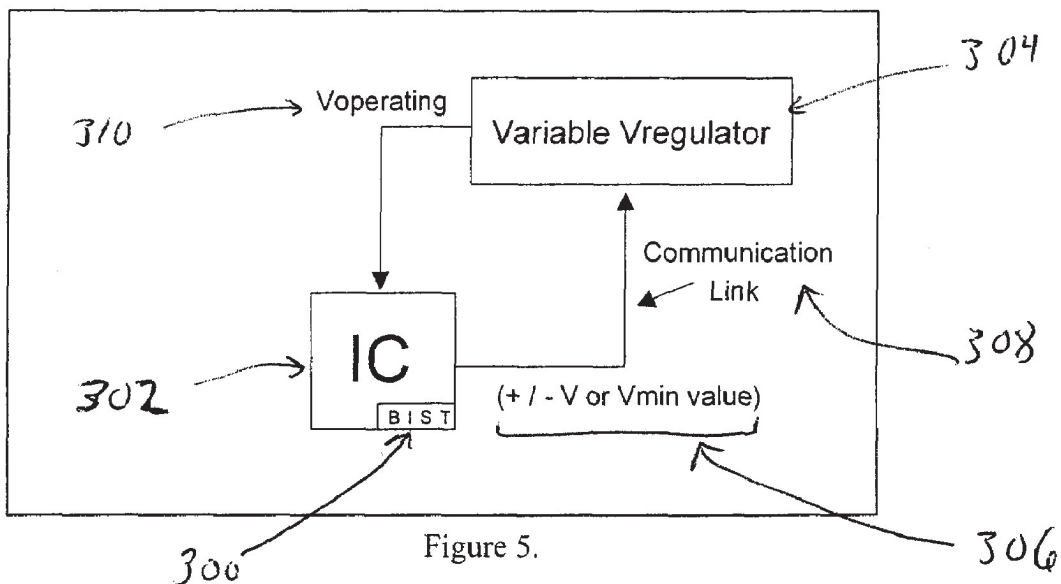 304
310
Voperating
Variable Vregulator
Communication
Link
308
IC
302
BIST
(+ / - V or Vmin value)
300
Figure 5.
306